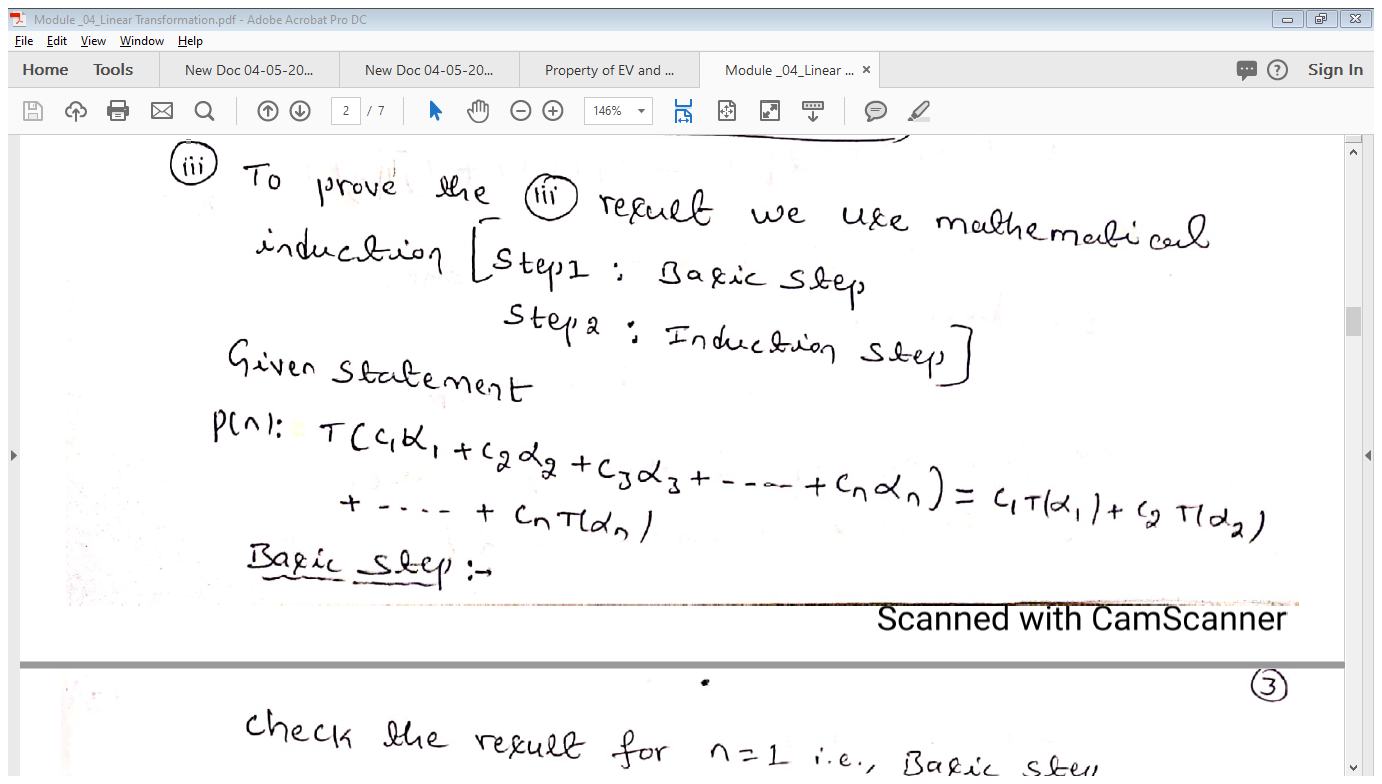 Module _04_Linear Transformation.pdf - Adobe Acrobat Pro DC
File Edit View Window Help
Home Tools New Doc 04-05-20... New Doc 04-05-20... Property of EV and ... Module _04_Linear ... × Sign In
2 / 7 146%
(iii) To prove the (iii) result we use mathematical
induction [Step1 : Basic step
Step2 : Induction step]
Given statement
P(n): T(c₁α₁ + c₂α₂ + c₃α₃ + ----- + cₙαₙ) = c₁T(α₁) + c₂ T(α₂)
+ ---- + cₙT(αₙ)
Basic step :-
Scanned with CamScanner
(3)
check the result for n=1 i.e., Basic step